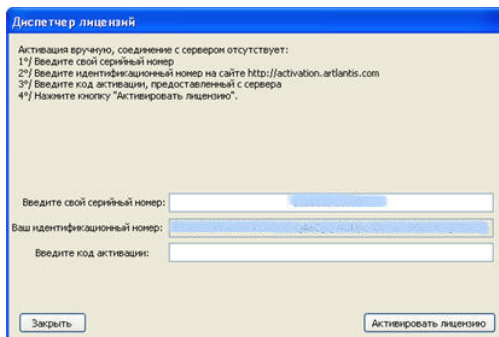 Диспетчер лицензий
Активация вручную, соединение с сервером отсутствует:
1°/ Введите свой серийный номер
2°/ Введите идентификационный номер на сайте http://activation.artlantis.com
3°/ Введите код активации, предоставленный с сервера
4°/ Нажмите кнопку "Активировать лицензию".
Введите свой серийный номер:
Ваш идентификационный номер:
Введите код активации:
Закрыть
Активировать лицензию